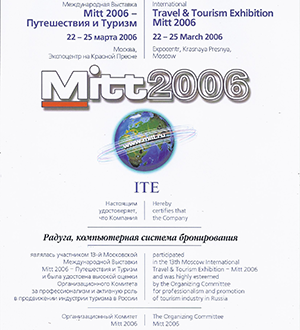 Международная Выставка
Mitt 2006 –
Путешествия и Туризм
22 – 25 марта 2006
Москва,
Экспоцентр на Красной Пресне
International
Travel & Tourism Exhibition
Mitt 2006
22 – 25 March 2006
Expocentr, Krasnaya Presnya,
Moscow
Mitt2006
www.mitt.ru
ITE
Настоящим
удостоверяет,
что Компания
Hereby
certifies that
the Company
Радуга, компьютерная система бронирования
являлась участником 13-й Московской
Международной Выставки
Mitt 2006 – Путешествия и Туризм
и была удостоверена высокой оценки
Организационного Комитета
за профессионализм и активную роль
в продвижении индустрии туризма в России
participated
in the 13th Moscow International
Travel & Tourism Exhibition – Mitt 2006
and was highly esteemed
by the Organizing Committee
for professionalism and promotion
of tourism industry in Russia
Организационный Комитет
Mitt 2006
The Organizing Committee
Mitt 2006